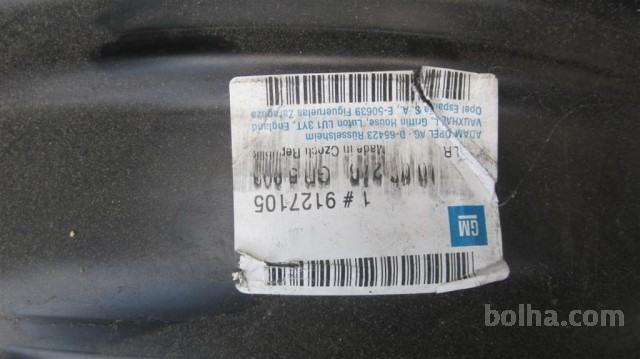 GM
1 # 9127105
LR
Made in Czech Rep
ADAM OPEL AG · D-65423 Rüsselsheim
VAUXHALL, Griffin House, Luton LU1 3YT, England
Opel España S. A., E-50639 Figueruelas Zaragoza
bolha.com